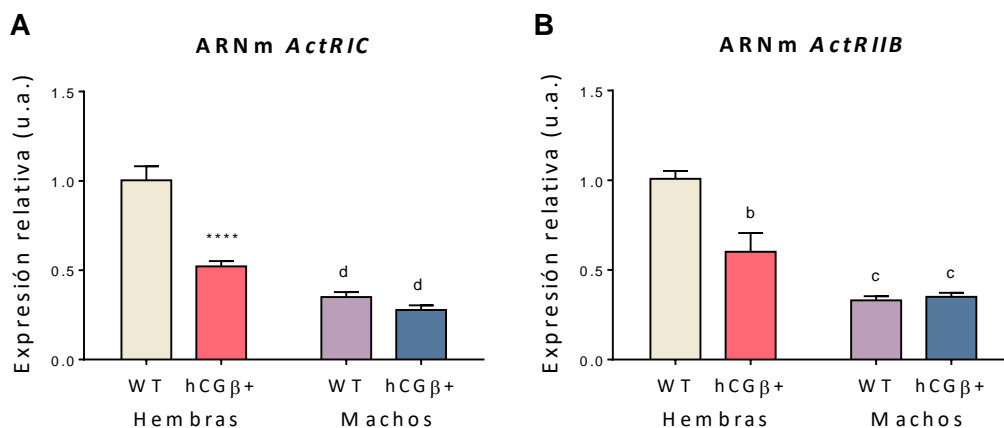 A
ARNm ActRIC
Expresión relativa (u.a.)
1.5
1.0
0.5
0.0
****
d
d
WT
hCGβ+
WT
hCGβ+
Hembras
Machos
B
ARNm ActRIIB
Expresión relativa (u.a.)
1.5
1.0
0.5
0.0
b
c
c
WT
hCGβ+
WT
hCGβ+
Hembras
Machos